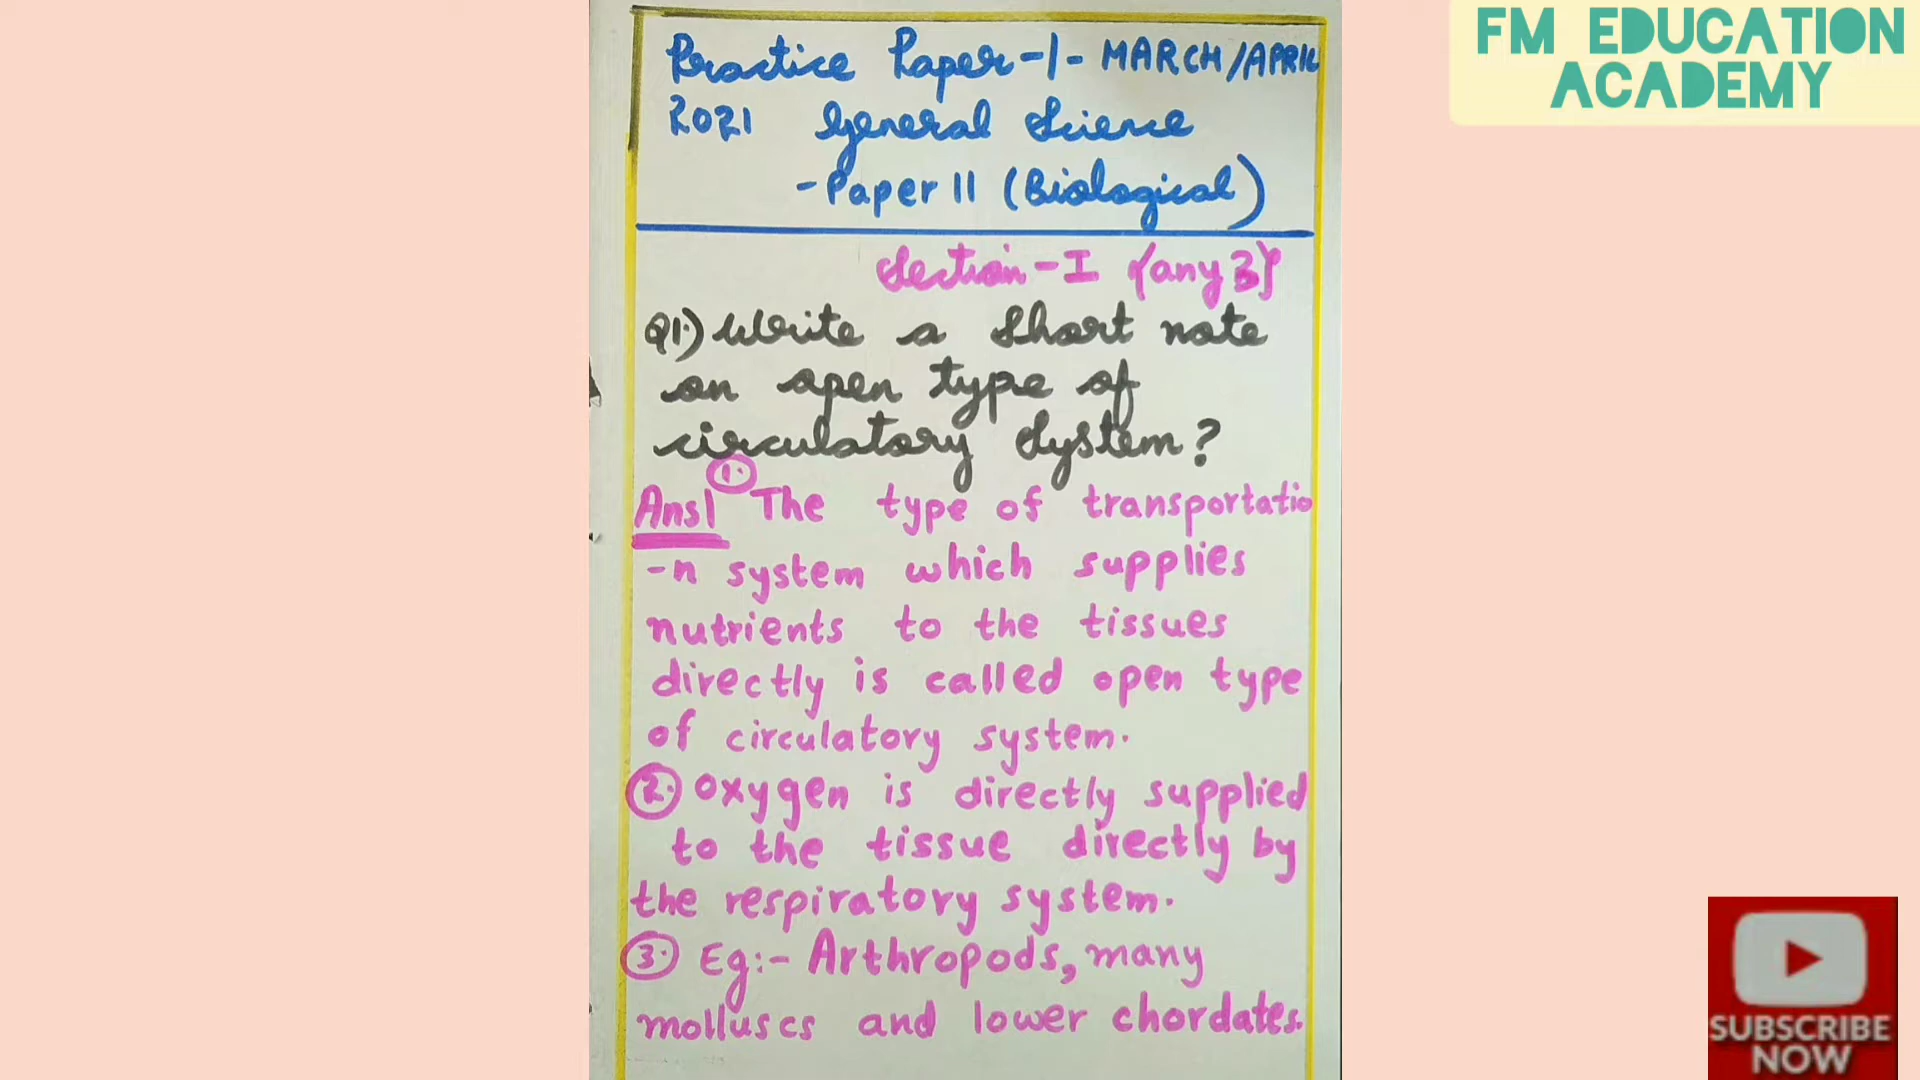 FM EDUCATION
ACADEMY
Practice Paper-1- MARCH/APRIL
2021 General Science
- Paper II (Biological)
Section-I {any 3}
Q1.) Write a short note
on open type of
circulatory system?
Ans1 1. The type of transportatio
-n system which supplies
nutrients to the tissues
directly is called open type
of circulatory system.
2. Oxygen is directly supplied
to the tissue directly by
the respiratory system.
3. Eg:- Arthropods, many
molluscs and lower chordates.
SUBSCRIBE
NOW